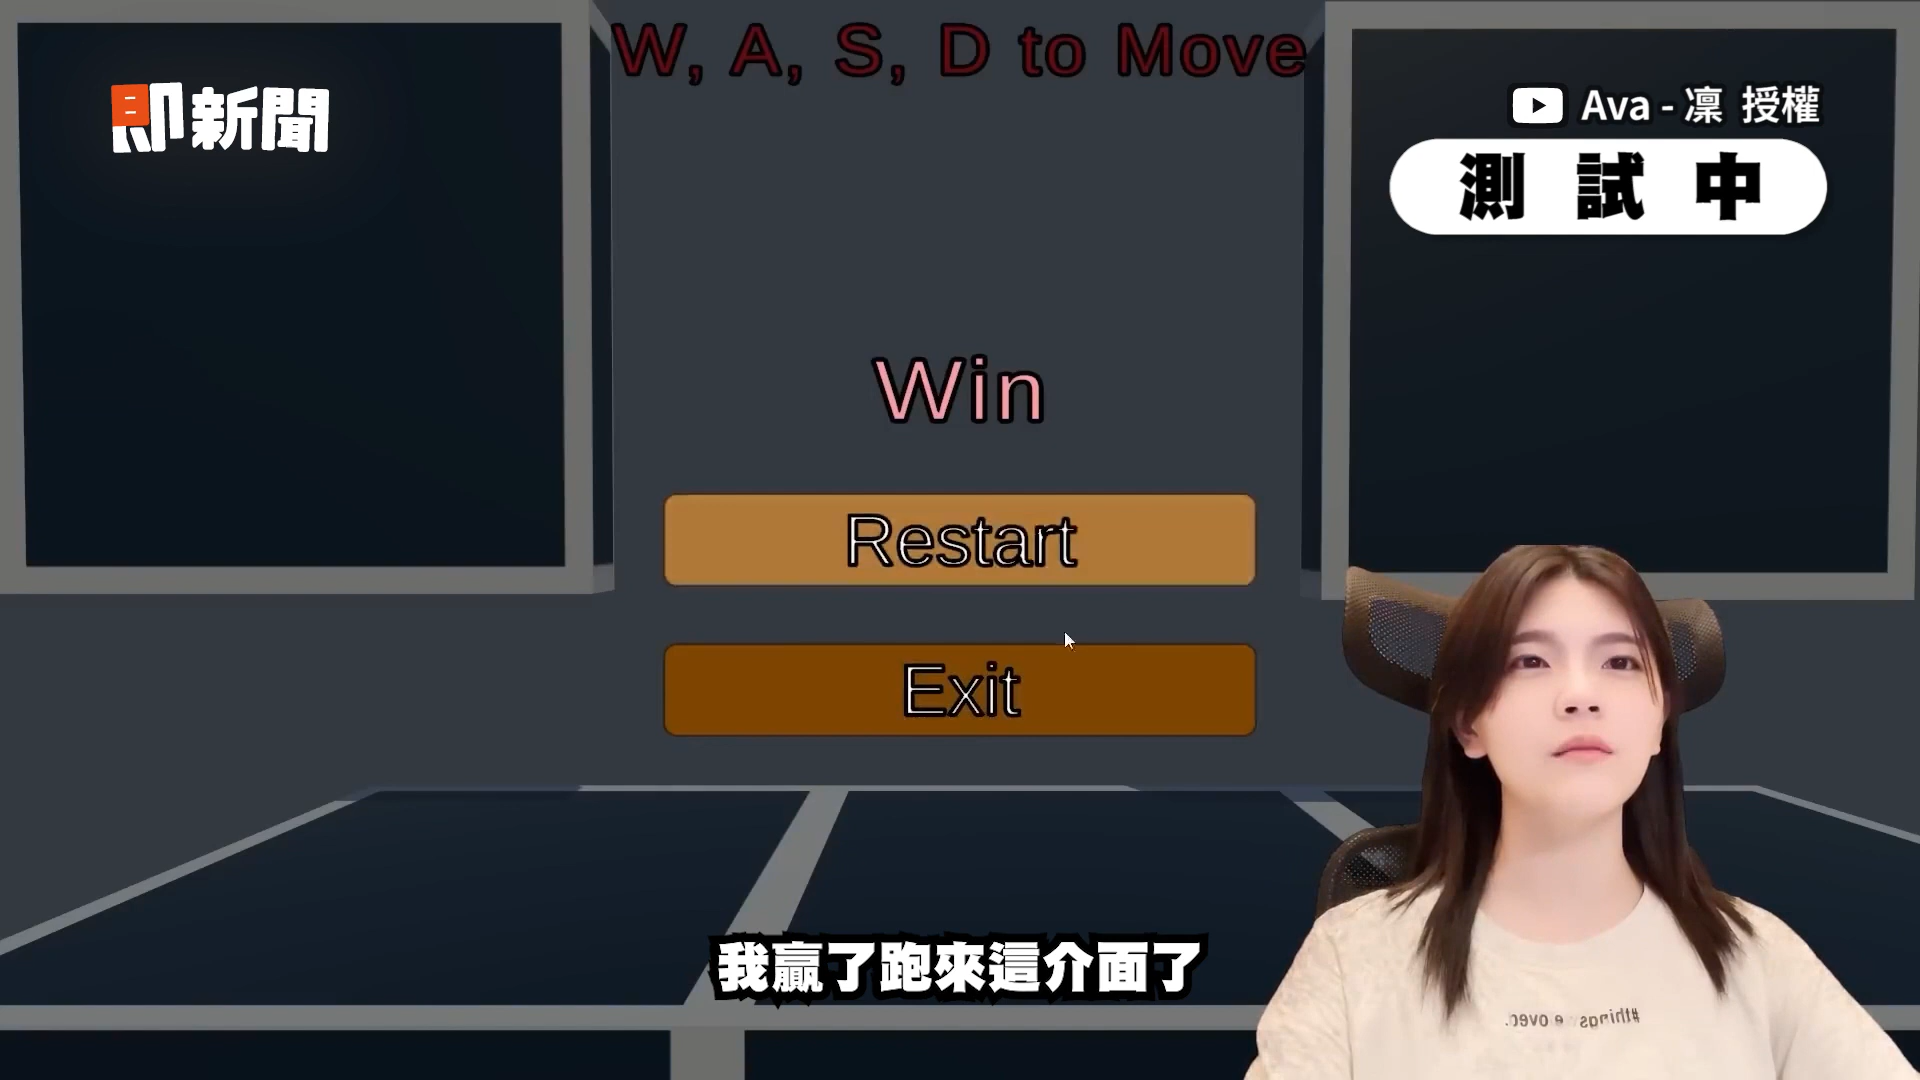 W, A, S, D to Move
即新聞
Ava - 凜 授權
測試中
Win
Restart
Exit
我贏了跑來這介面了